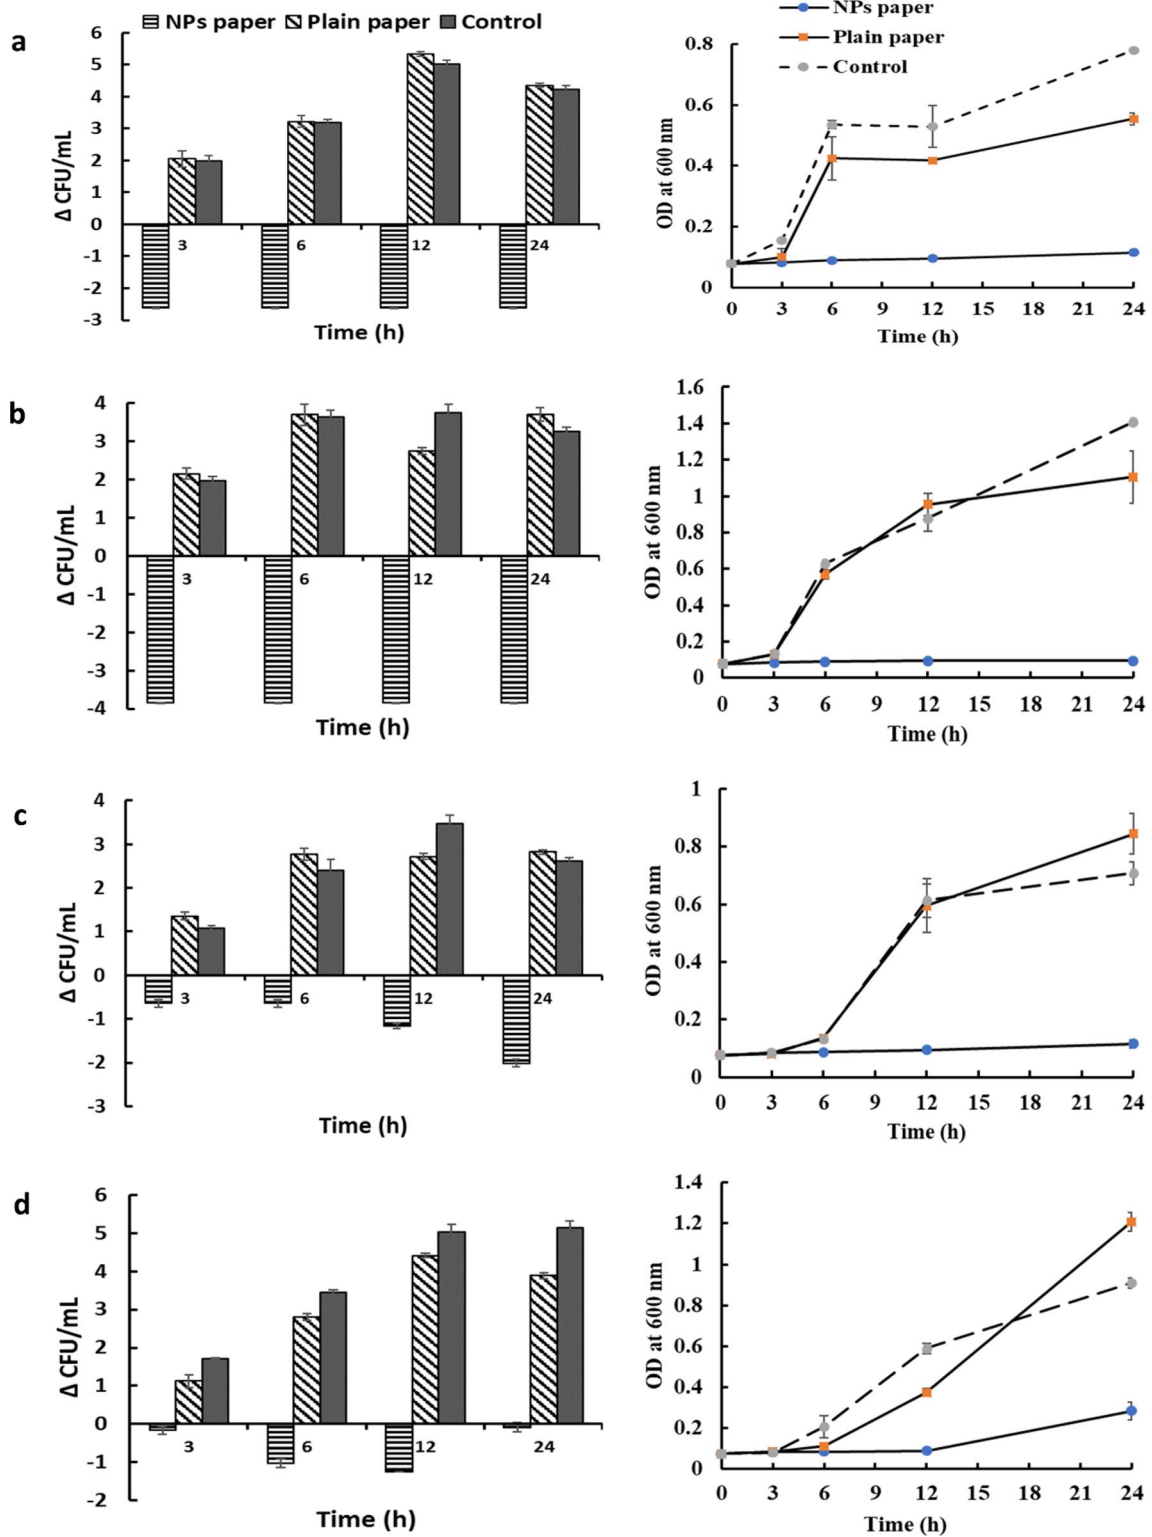 a
NPs paper Plain paper Control
6
5
4
3
2
1
0
-1
-2
-3
Δ CFU/mL
3 6 12 24
Time (h)
NPs paper
Plain paper
Control
0.8
0.6
0.4
0.2
0
OD at 600 nm
0 3 6 9 12 15 18 21 24
Time (h)
b
4
3
2
1
0
-1
-2
-3
-4
Δ CFU/mL
3 6 12 24
Time (h)
1.6
1.4
1.2
1
0.8
0.6
0.4
0.2
0
OD at 600 nm
0 3 6 9 12 15 18 21 24
Time (h)
c
4
3
2
1
0
-1
-2
-3
Δ CFU/mL
3 6 12 24
Time (h)
1
0.8
0.6
0.4
0.2
0
OD at 600 nm
0 3 6 9 12 15 18 21 24
Time (h)
d
6
5
4
3
2
1
0
-1
-2
Δ CFU/mL
3 6 12 24
Time (h)
1.4
1.2
1
0.8
0.6
0.4
0.2
0
OD at 600 nm
0 3 6 9 12 15 18 21 24
Time (h)